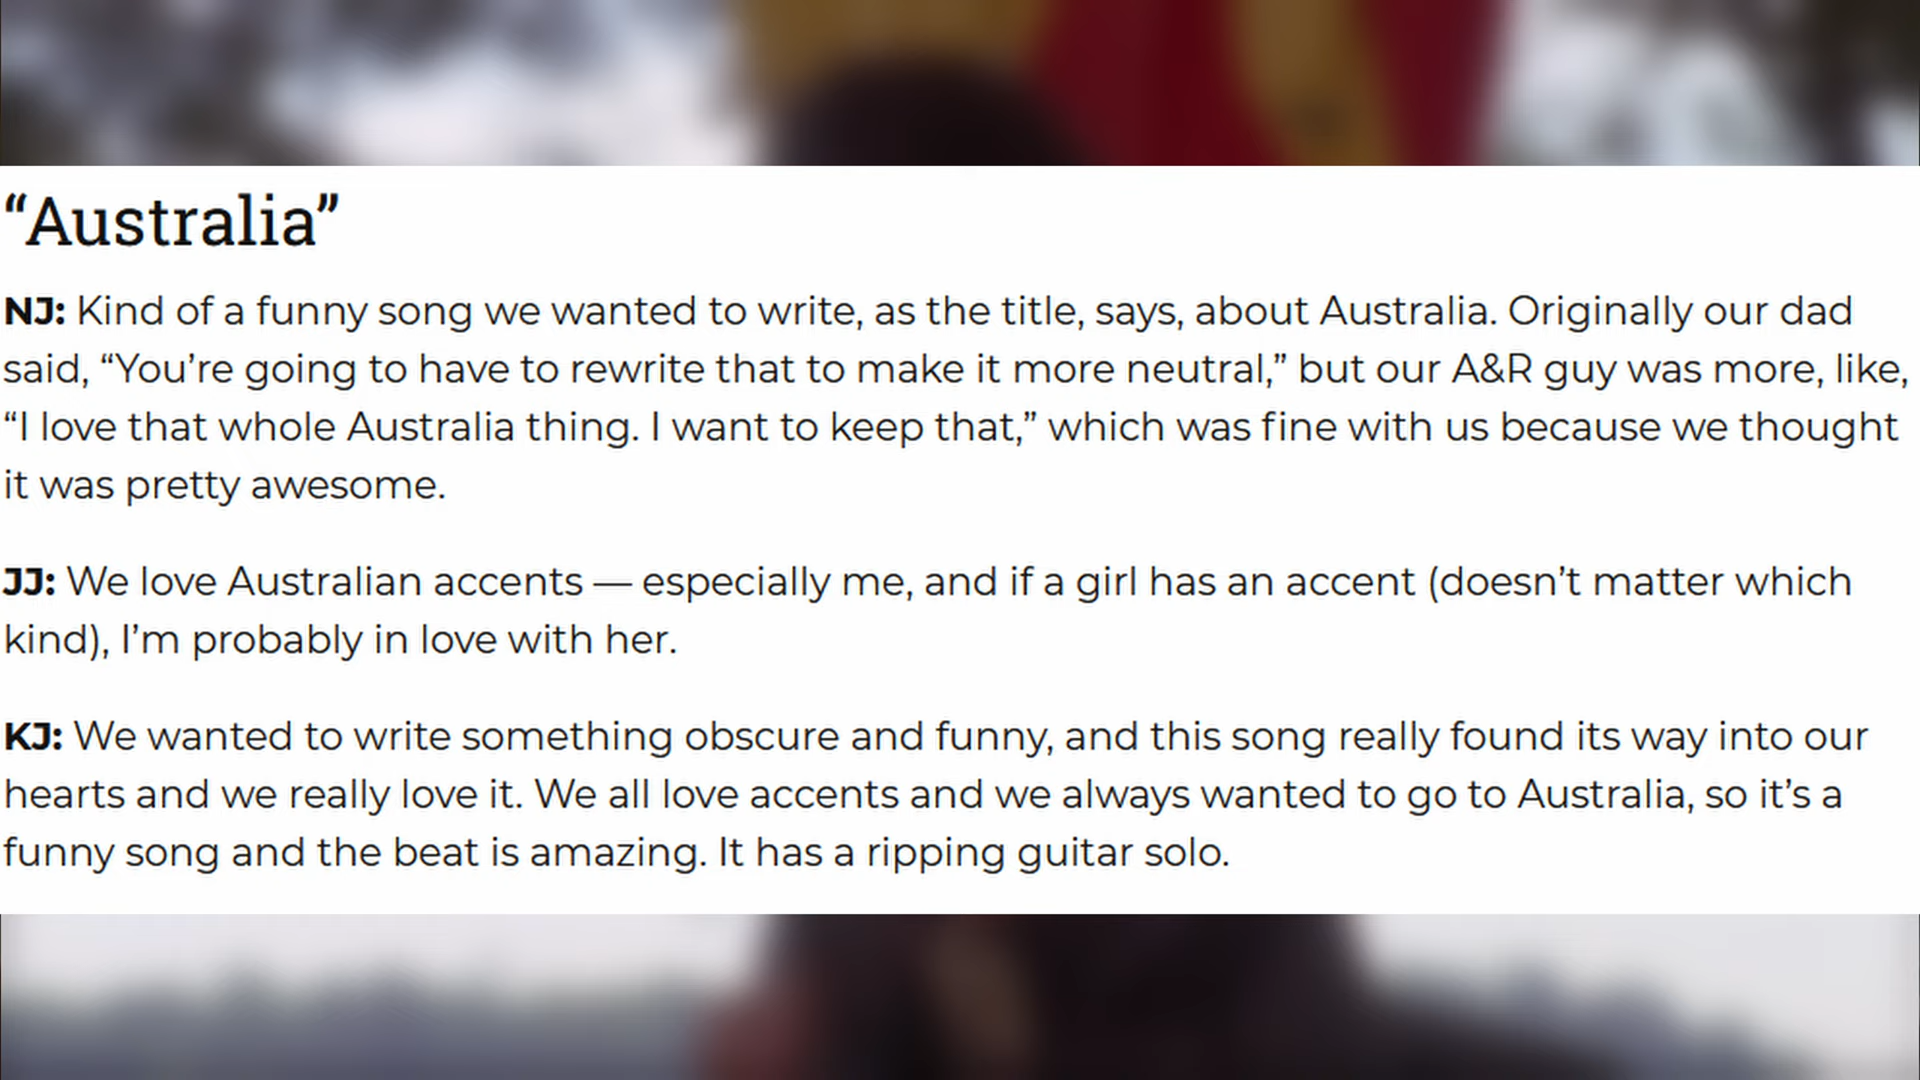 “Australia”
NJ: Kind of a funny song we wanted to write, as the title, says, about Australia. Originally our dad
said, “You’re going to have to rewrite that to make it more neutral,” but our A&R guy was more, like,
“I love that whole Australia thing. I want to keep that,” which was fine with us because we thought
it was pretty awesome.
JJ: We love Australian accents — especially me, and if a girl has an accent (doesn’t matter which
kind), I’m probably in love with her.
KJ: We wanted to write something obscure and funny, and this song really found its way into our
hearts and we really love it. We all love accents and we always wanted to go to Australia, so it’s a
funny song and the beat is amazing. It has a ripping guitar solo.